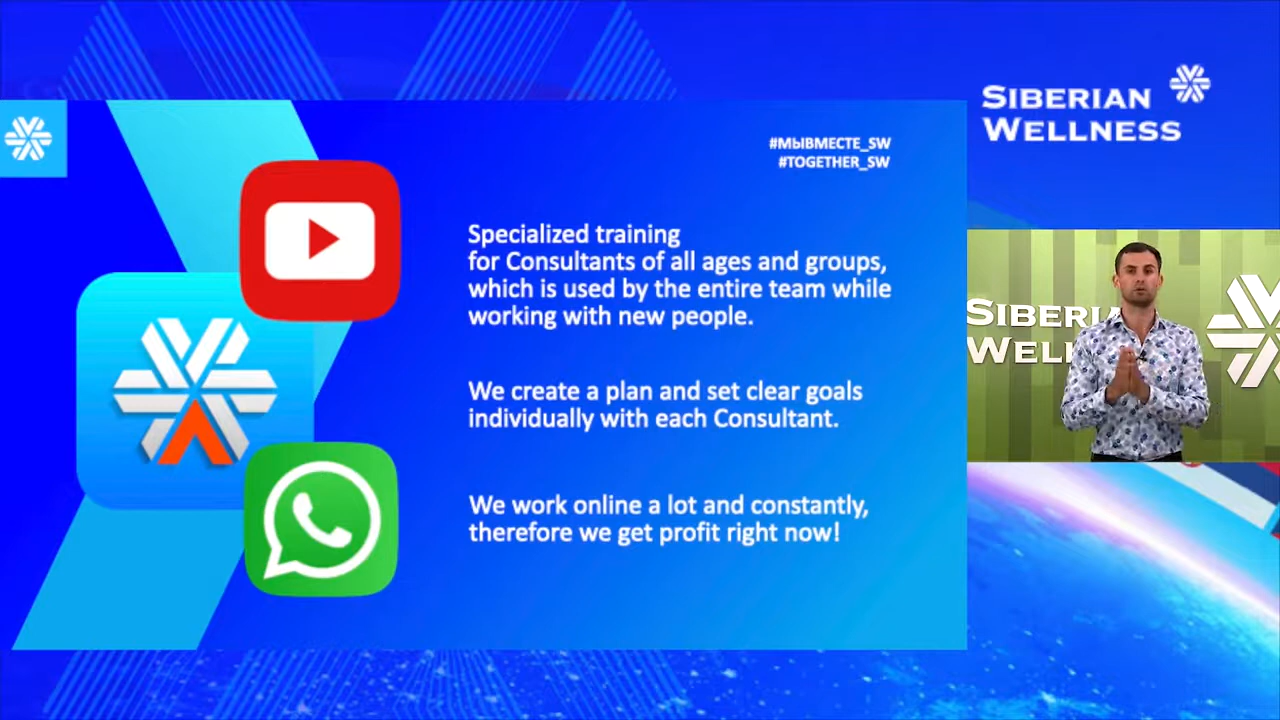 #МЫВМЕСТЕ_SW
#TOGETHER_SW
Specialized training
for Consultants of all ages and groups,
which is used by the entire team while
working with new people.
We create a plan and set clear goals
individually with each Consultant.
We work online a lot and constantly,
therefore we get profit right now!
SIBERIAN
WELLNESS
SIBERI
WELL